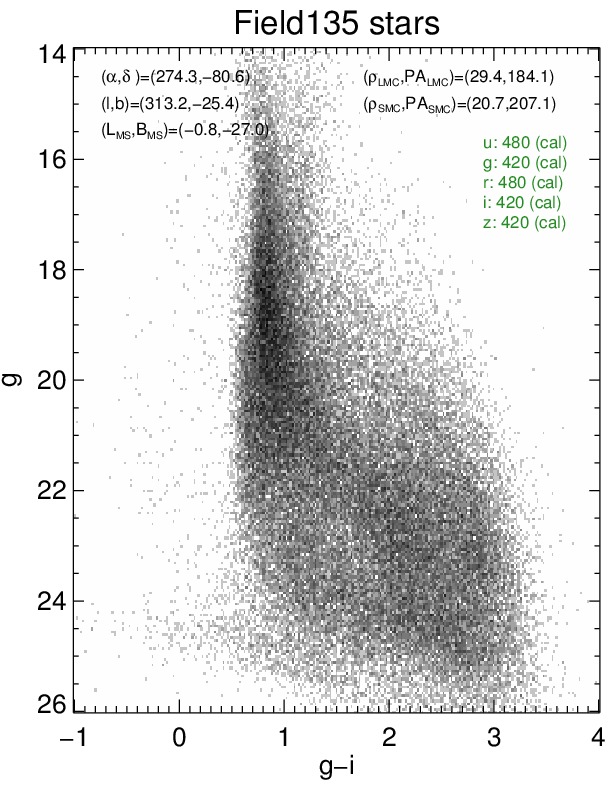 Field135 stars
(α,δ )=(274.3,−80.6)
(l,b)=(313.2,−25.4)
(LMS,BMS)=(−0.8,−27.0)
(ρLMC,PALMC)=(29.4,184.1)
(ρSMC,PASMC)=(20.7,207.1)
u: 480 (cal)
g: 420 (cal)
r: 480 (cal)
i: 420 (cal)
z: 420 (cal)
14
16
18
20
22
24
26
g
−1 0 1 2 3 4
g−i